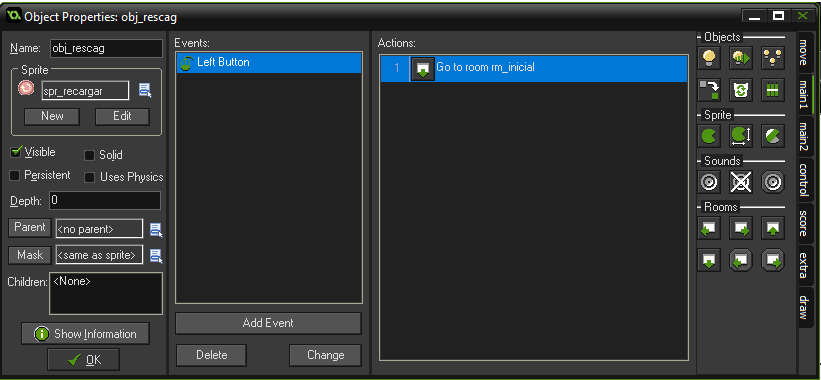 Object Properties: obj_rescag
Name: obj_rescag
Sprite
spr_recargar
New Edit
Visible Solid
Persistent Uses Physics
Depth: 0
Parent <no parent>
Mask <same as sprite>
Children: <None>
Show Information
OK
Events:
Left Button
Add Event
Delete Change
Actions:
1 Go to room rm_inicial
Objects
Sprite
Sounds
Rooms
move
main1
main2
control
score
extra
draw